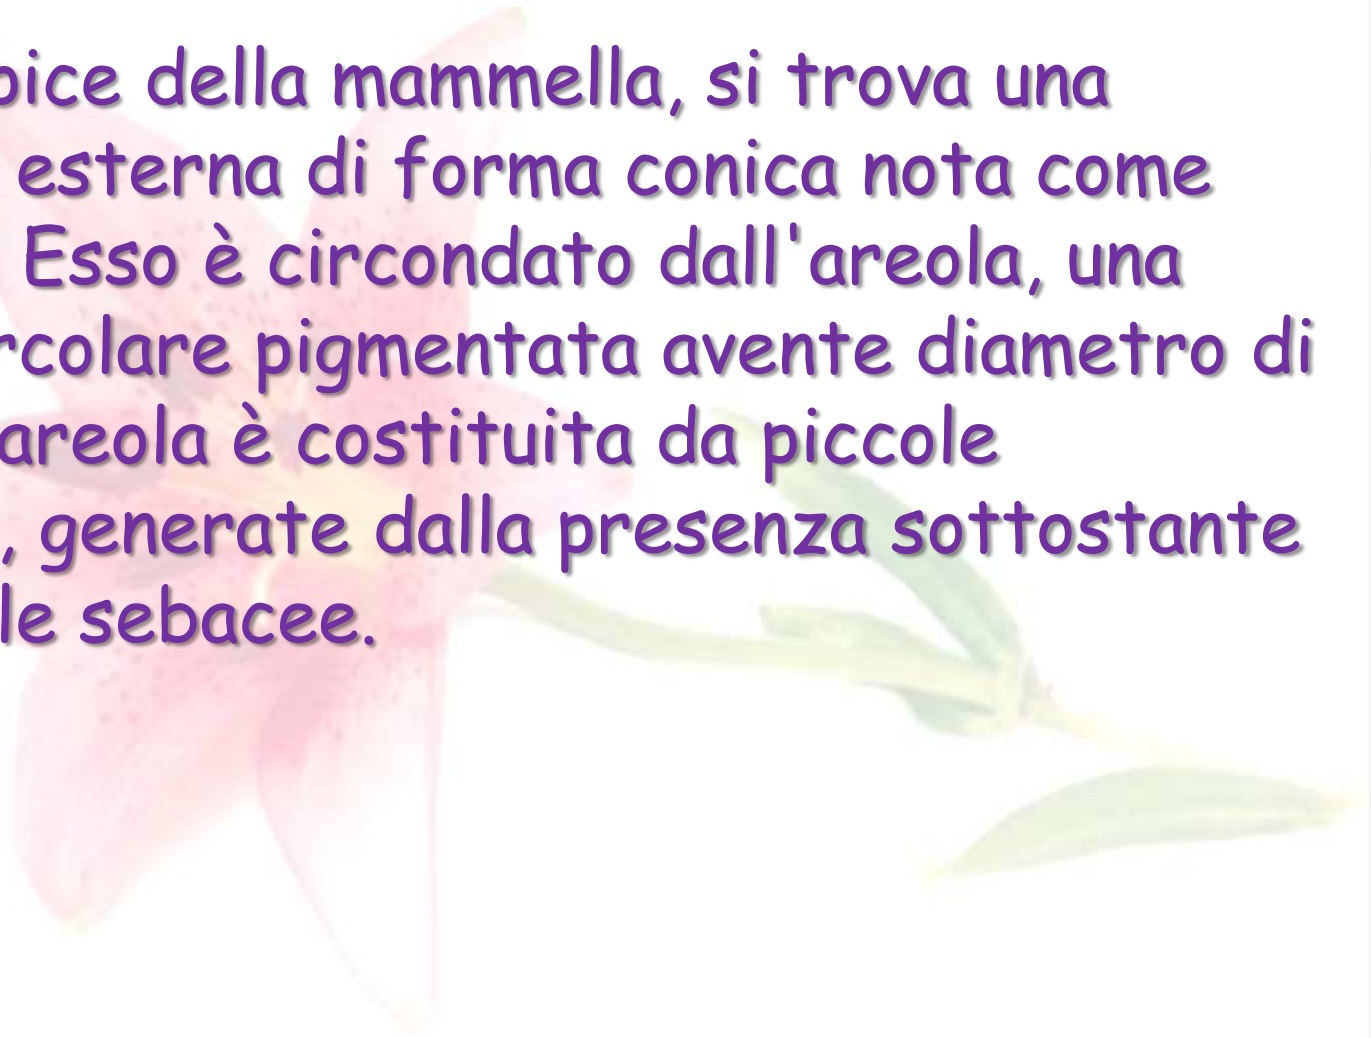 pice della mammella, si trova una
esterna di forma conica nota come
Esso è circondato dall'areola, una
rcolare pigmentata avente diametro di
areola è costituita da piccole
, generate dalla presenza sottostante
le sebacee.